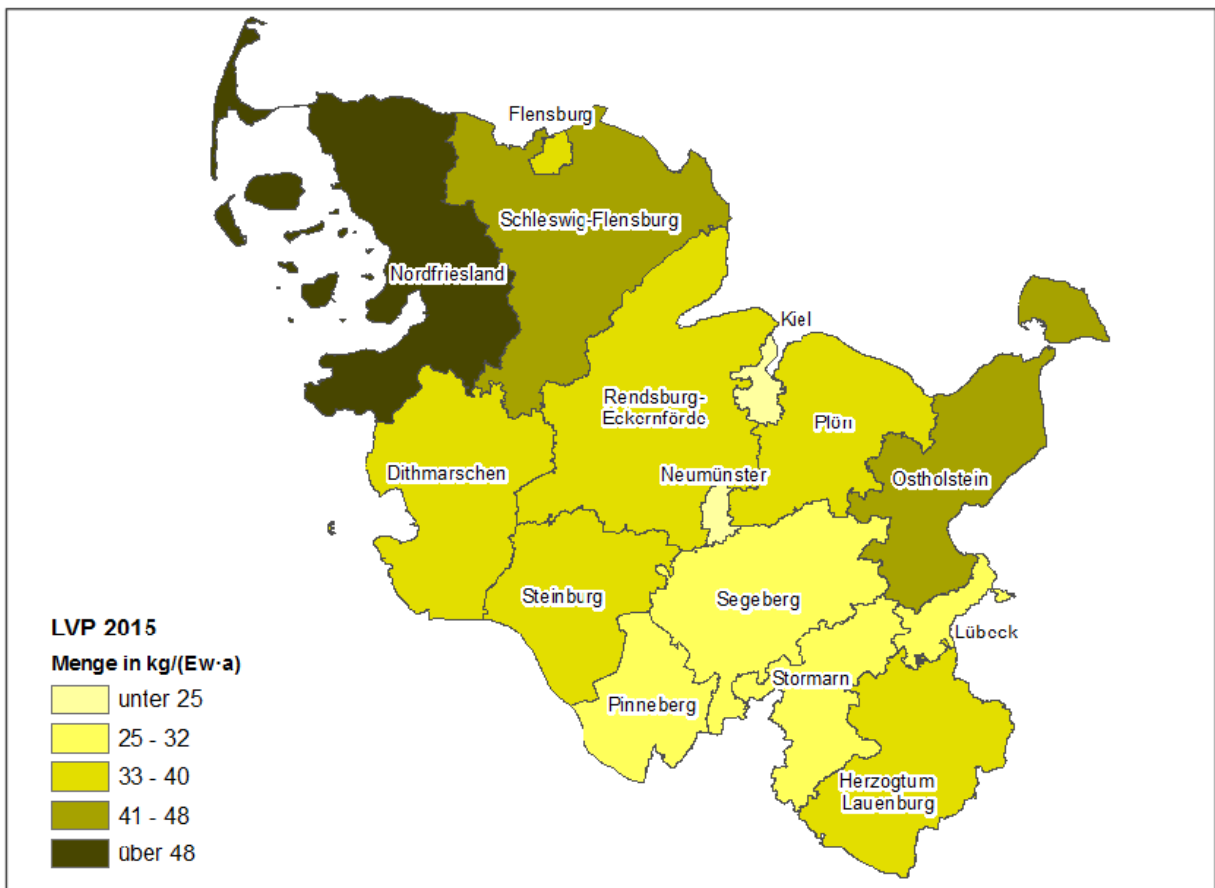 Flensburg
Schleswig-Flensburg
Nordfriesland
Kiel
Rendsburg-
Eckernförde
Plön
Dithmarschen
Neumünster
Ostholstein
Steinburg
Segeberg
Lübeck
Stormarn
Pinneberg
Herzogtum
Lauenburg
LVP 2015
Menge in kg/(Ew·a)
unter 25
25 - 32
33 - 40
41 - 48
über 48